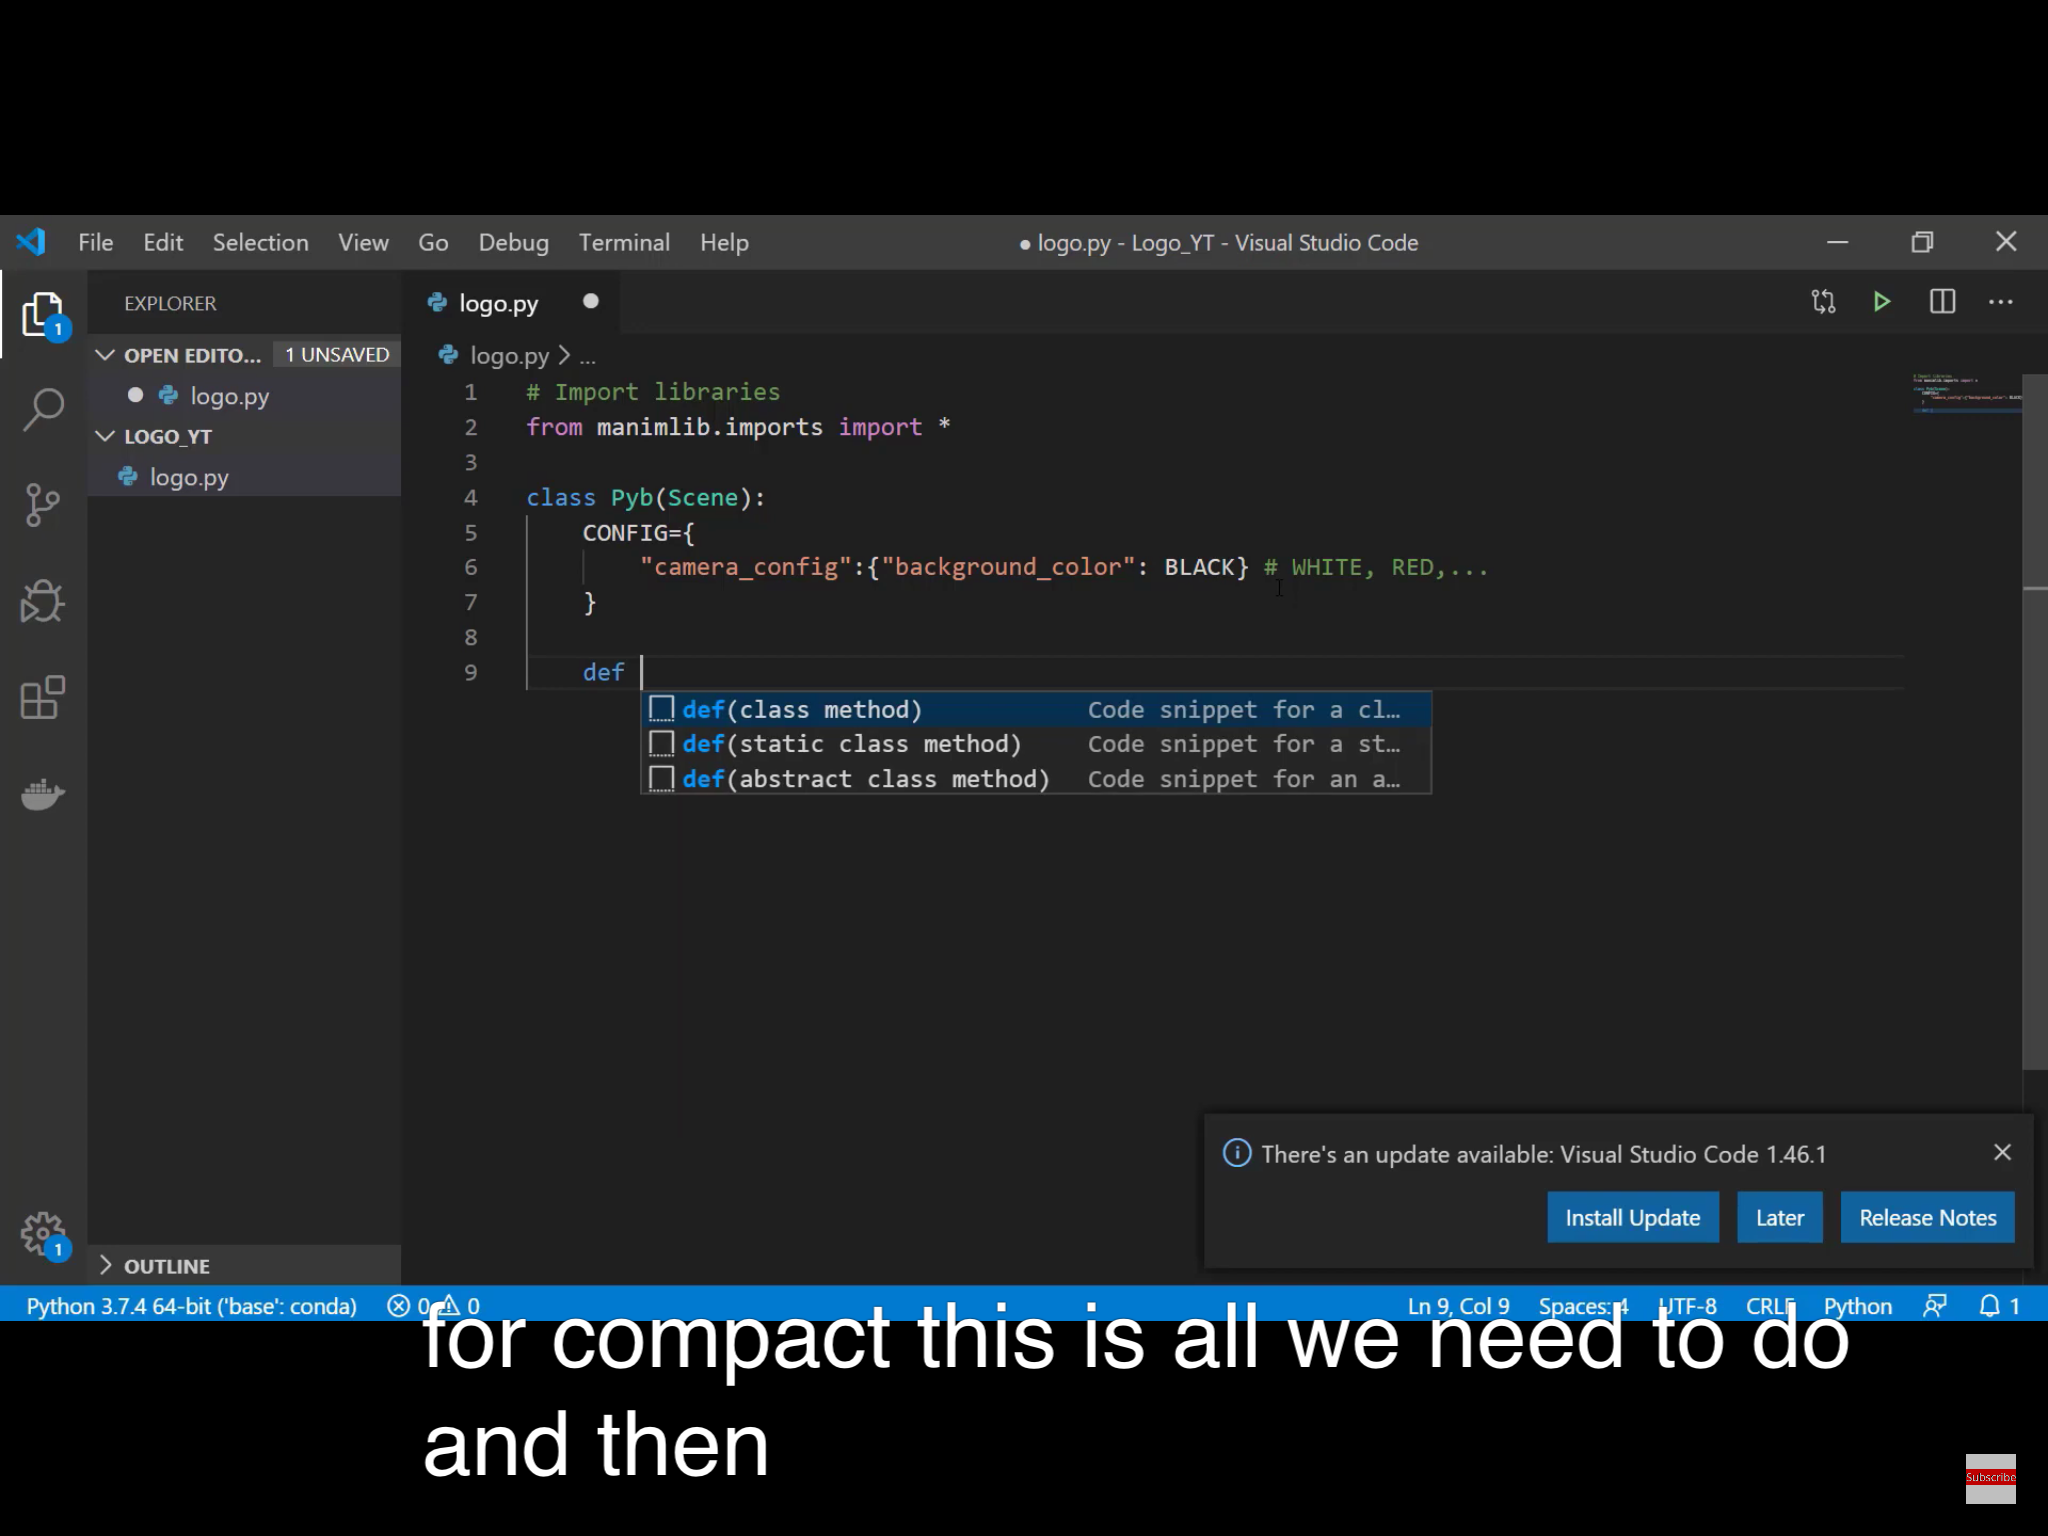 File Edit Selection View Go Debug Terminal Help
● logo.py - Logo_YT - Visual Studio Code
EXPLORER
OPEN EDITO... 1 UNSAVED
logo.py
LOGO_YT
logo.py
OUTLINE
logo.py
logo.py > ...
1 # Import libraries
2 from manimlib.imports import *
3
4 class Pyb(Scene):
5 CONFIG={
6 "camera_config":{"background_color": BLACK} # WHITE, RED,...
7 }
8
9 def
def(class method) Code snippet for a cl...
def(static class method) Code snippet for a st...
def(abstract class method) Code snippet for an a...
There's an update available: Visual Studio Code 1.46.1
Install Update Later Release Notes
1
1
Python 3.7.4 64-bit ('base': conda) 0 0 Ln 9, Col 9 Spaces: 4 UTF-8 CRLF Python 1
for compact this is all we need to do
and then
Subscribe